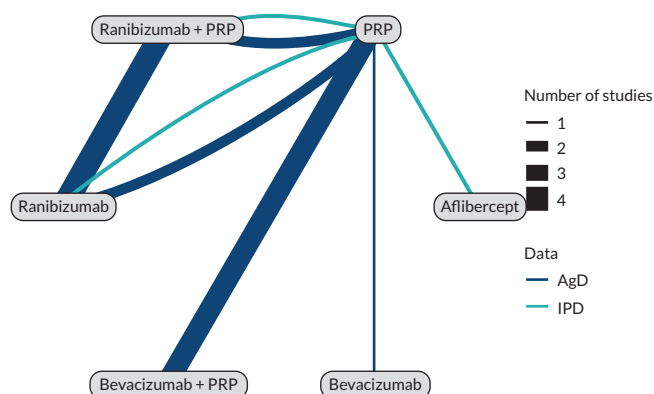 Ranibizumab + PRP
PRP
Number of studies
1
2
3
4
Ranibizumab
Aflibercept
Data
AgD
IPD
Bevacizumab + PRP
Bevacizumab